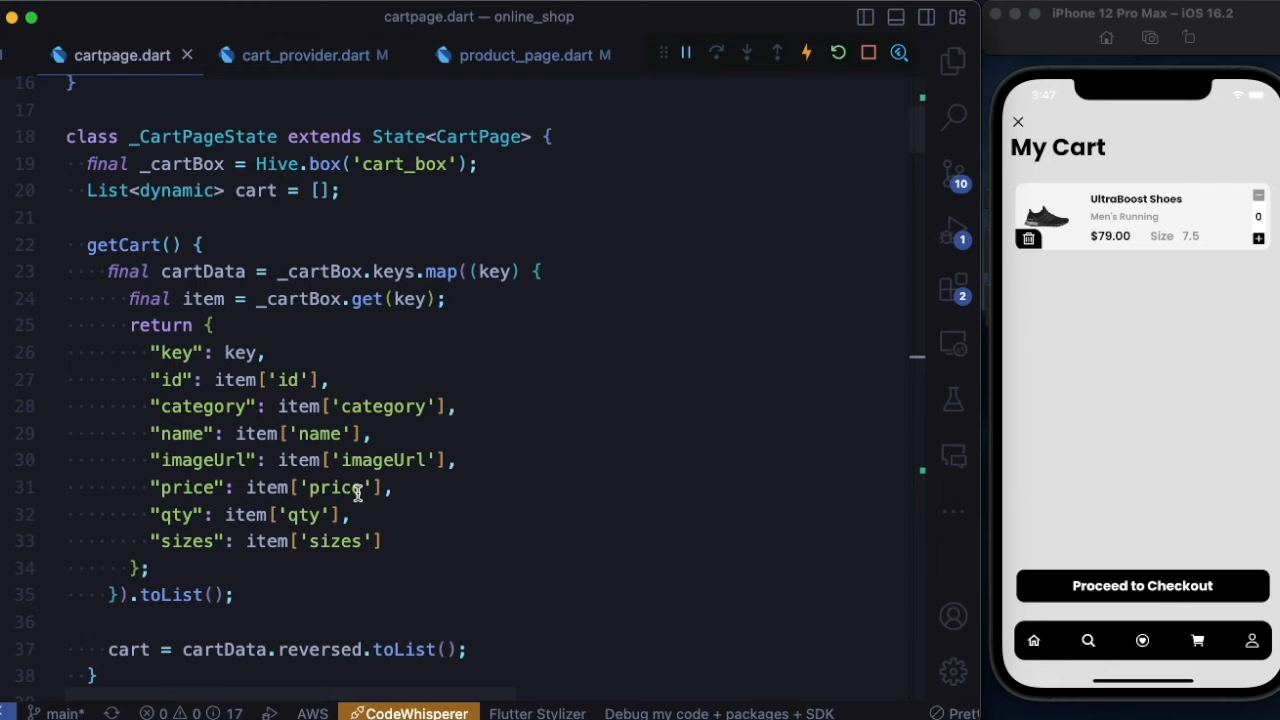 cartpage.dart — online_shop
cartpage.dart
cart_provider.dart M
product_page.dart M
16 }
17
18 class _CartPageState extends State<CartPage> {
19 final _cartBox = Hive.box('cart_box');
20 List<dynamic> cart = [];
21
22 getCart() {
23 final cartData = _cartBox.keys.map((key) {
24 final item = _cartBox.get(key);
25 return {
26 "key": key,
27 "id": item['id'],
28 "category": item['category'],
29 "name": item['name'],
30 "imageUrl": item['imageUrl'],
31 "price": item['price'],
32 "qty": item['qty'],
33 "sizes": item['sizes']
34 };
35 }).toList();
36
37 cart = cartData.reversed.toList();
38 }
10
1
2
main*
0 0 17
AWS
CodeWhisperer
Flutter Stylizer
Debug my code + packages + SDK
iPhone 12 Pro Max – iOS 16.2
3:47
My Cart
UltraBoost Shoes
Men's Running
$79.00 Size 7.5
0
Proceed to Checkout